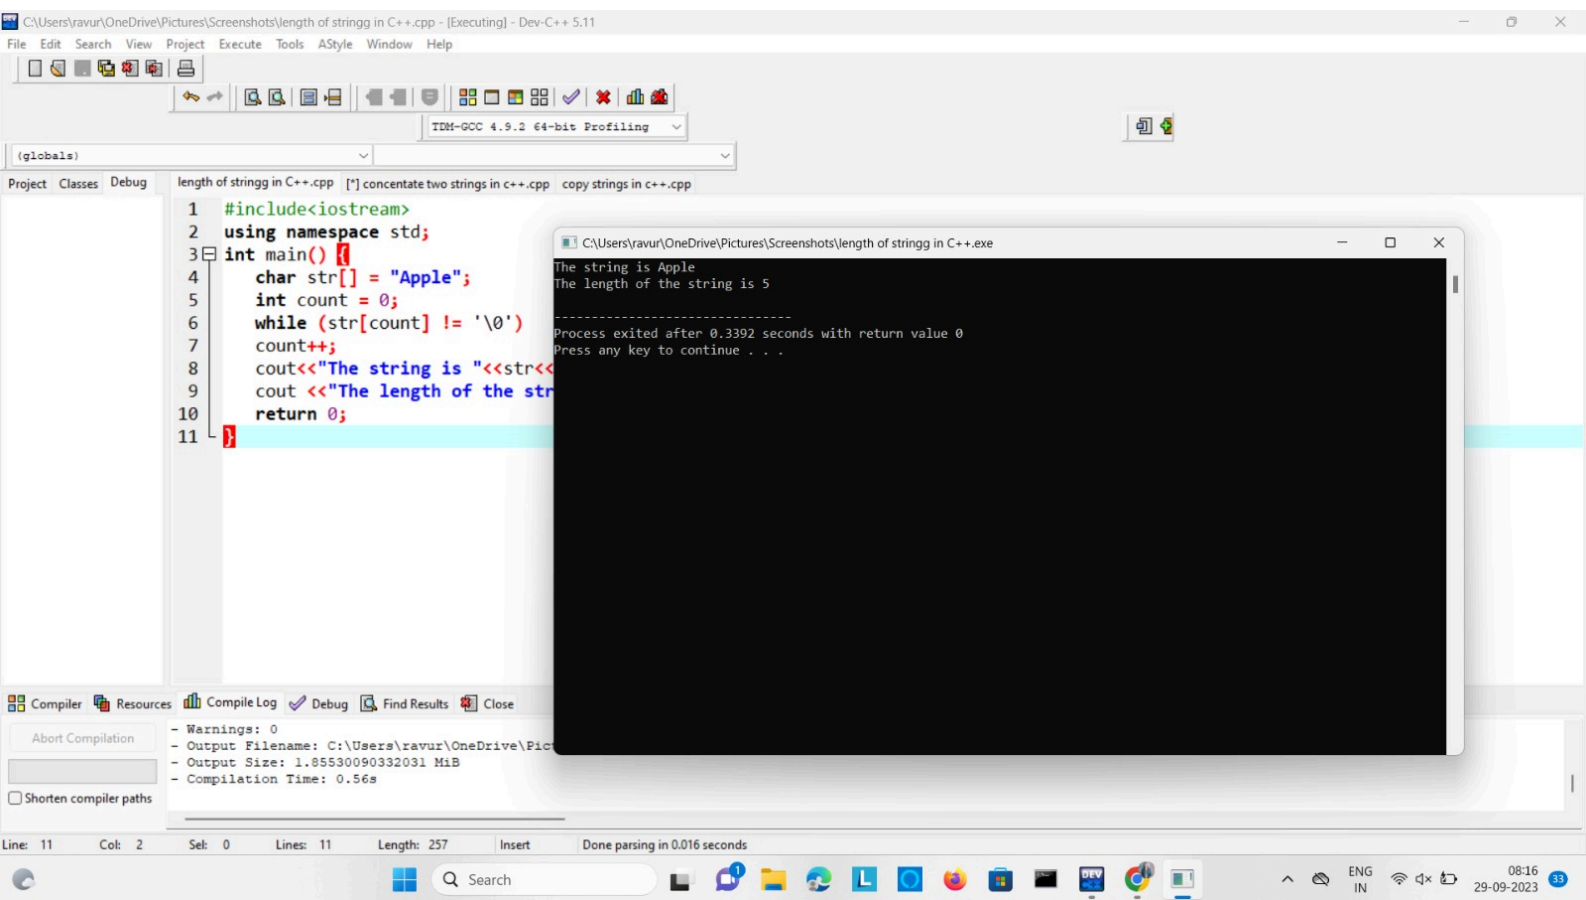 C:\Users\ravur\OneDrive\Pictures\Screenshots\length of stringg in C++.cpp - [Executing] - Dev-C++ 5.11
File Edit Search View Project Execute Tools AStyle Window Help
TDM-GCC 4.9.2 64-bit Profiling
(globals)
Project Classes Debug
length of stringg in C++.cpp [*] concentate two strings in c++.cpp copy strings in c++.cpp
1 #include<iostream>
2 using namespace std;
3 int main() {
4 char str[] = "Apple";
5 int count = 0;
6 while (str[count] != '\0')
7 count++;
8 cout<<"The string is "<<str<<
9 cout <<"The length of the str
10 return 0;
11 }
C:\Users\ravur\OneDrive\Pictures\Screenshots\length of stringg in C++.exe
The string is Apple
The length of the string is 5
--------------------------------
Process exited after 0.3392 seconds with return value 0
Press any key to continue . . .
Compiler Resources Compile Log Debug Find Results Close
Abort Compilation
Shorten compiler paths
- Warnings: 0
- Output Filename: C:\Users\ravur\OneDrive\Pic
- Output Size: 1.85530090332031 MiB
- Compilation Time: 0.56s
Line: 11 Col: 2 Sel: 0 Lines: 11 Length: 257 Insert Done parsing in 0.016 seconds
Search
1
L
DEV
ENG
IN
08:16
29-09-2023
33